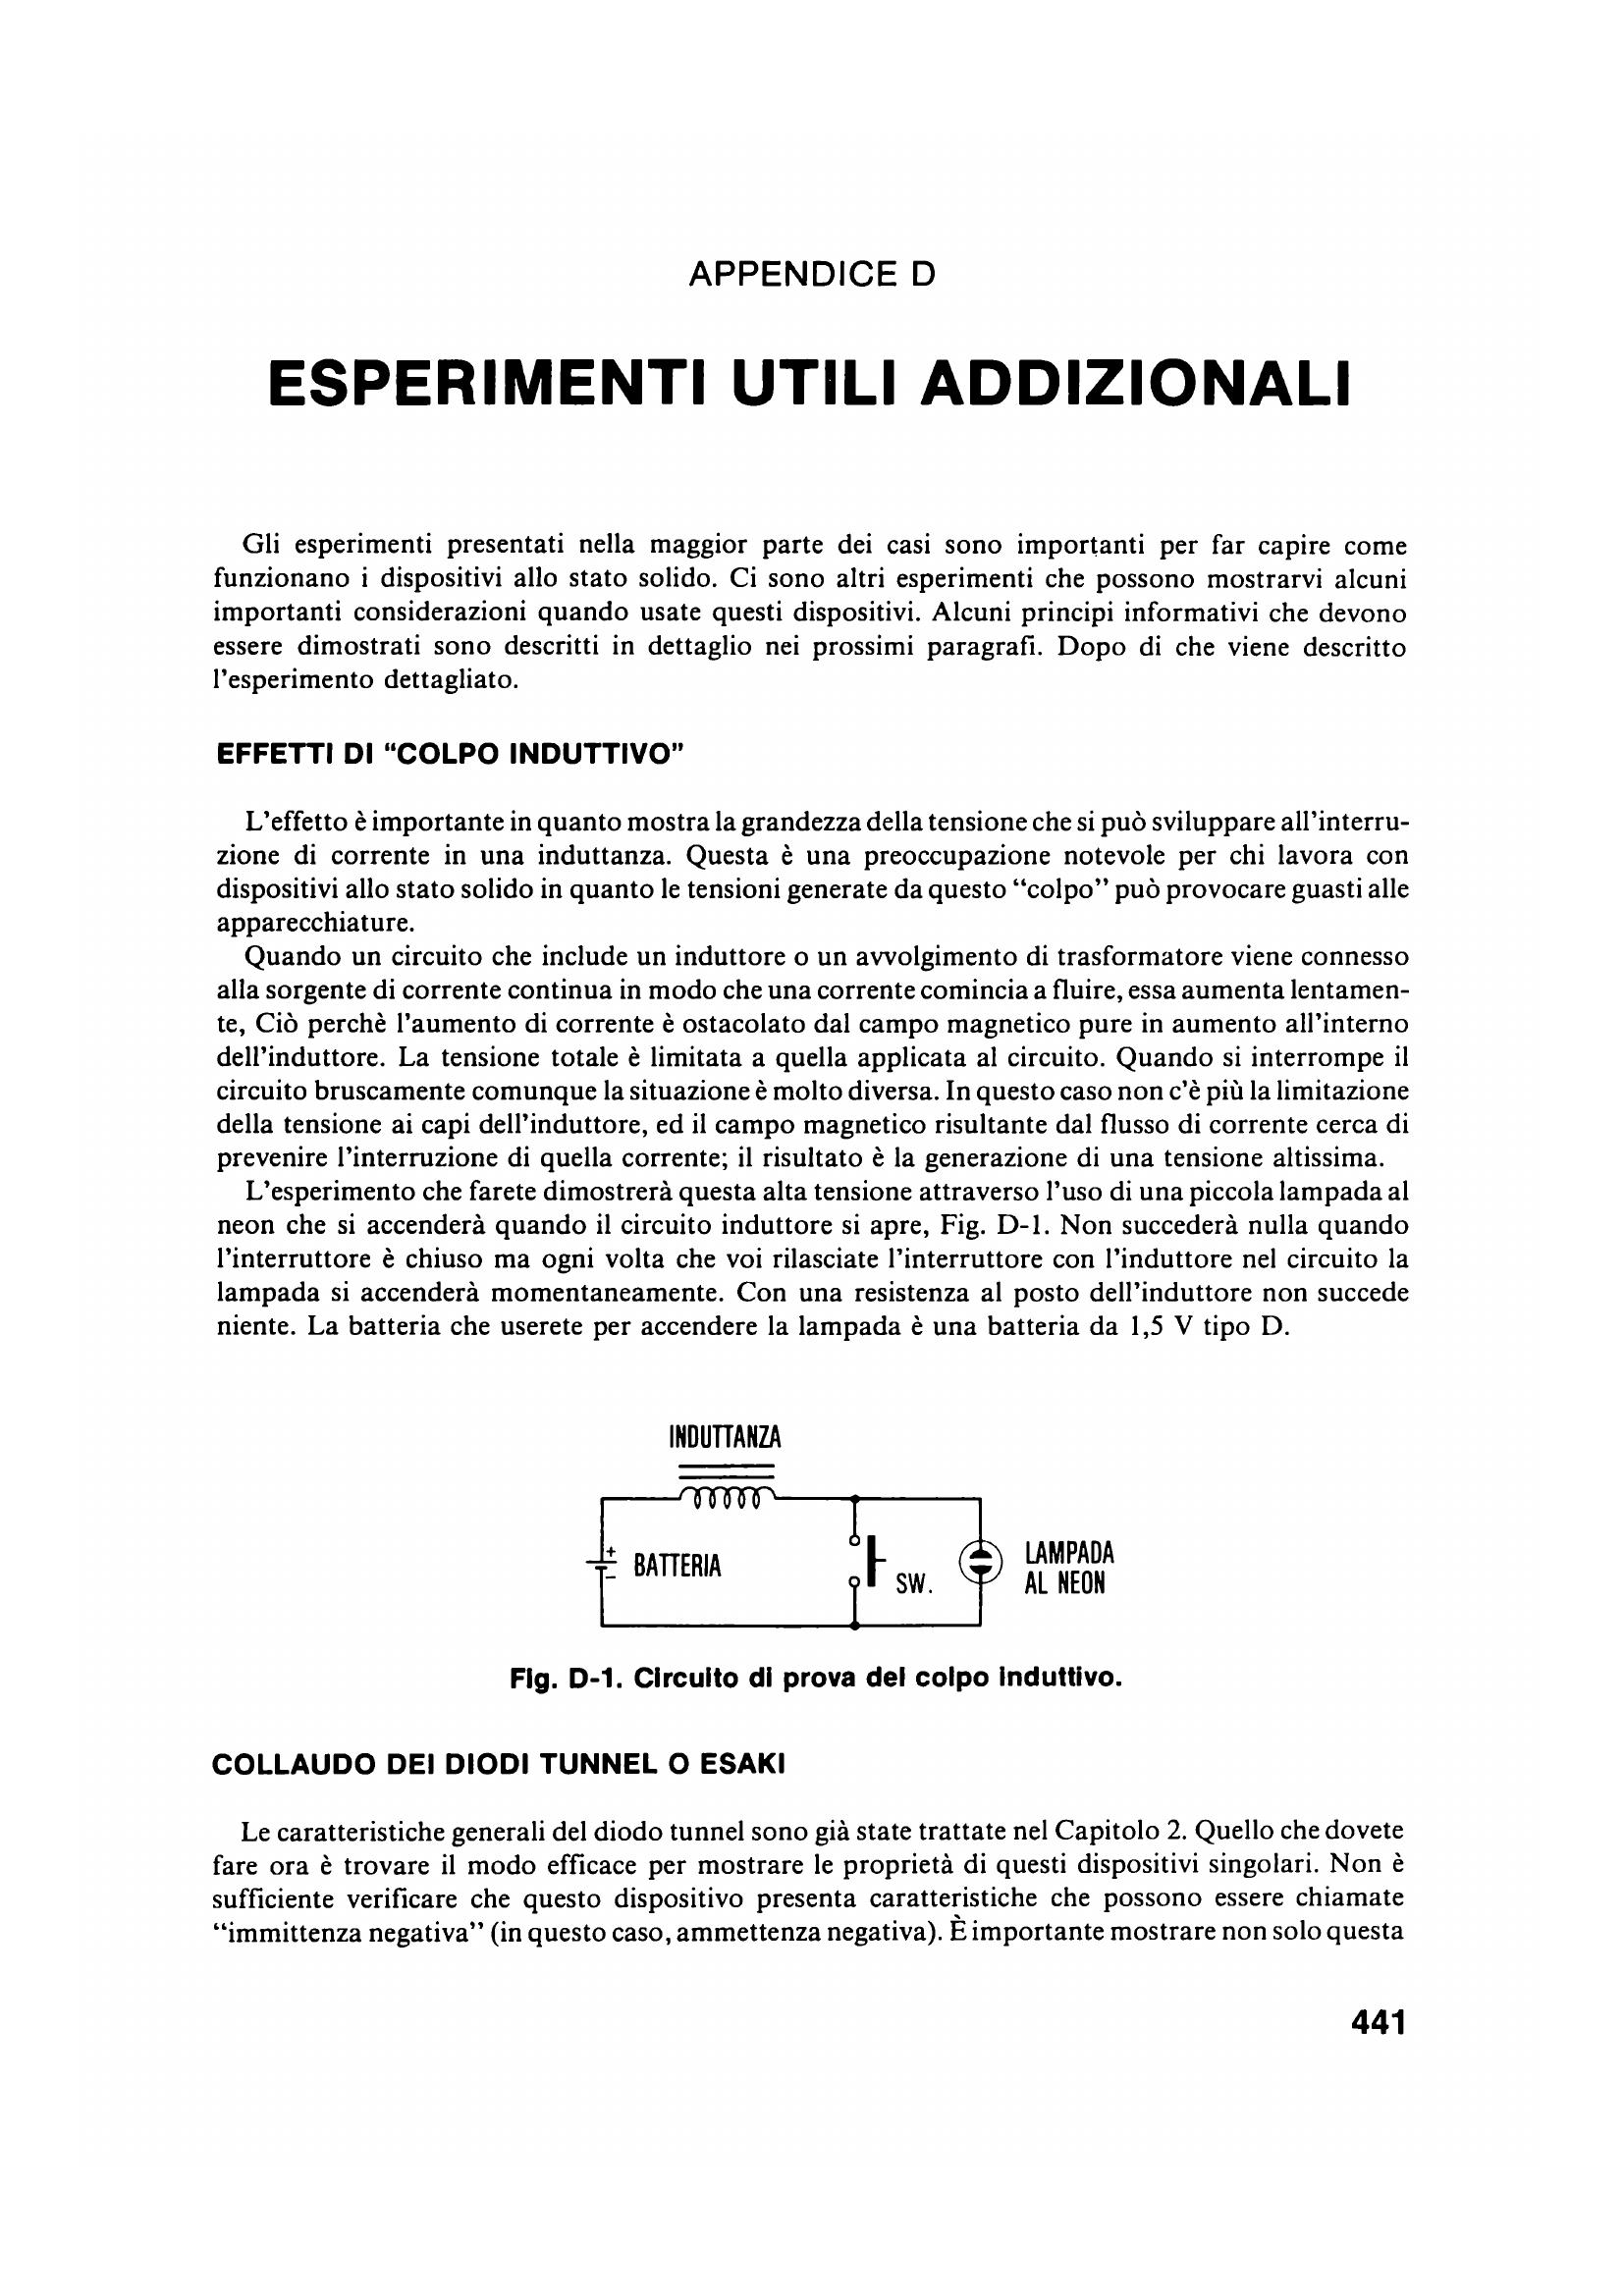 APPENDICE D
ESPERIMENTI UTILI ADDIZIONALI
Gli esperimenti presentati nella maggior parte dei casi sono importanti per far capire come
funzionano i dispositivi allo stato solido. Ci sono altri esperimenti che possono mostrarvi alcuni
importanti considerazioni quando usate questi dispositivi. Alcuni principi informativi che devono
essere dimostrati sono descritti in dettaglio nei prossimi paragrafi. Dopo di che viene descritto
l'esperimento dettagliato.
EFFETTI DI "COLPO INDUTTIVO"
L'effetto è importante in quanto mostra la grandezza della tensione che si può sviluppare all'interru-
zione di corrente in una induttanza. Questa è una preoccupazione notevole per chi lavora con
dispositivi allo stato solido in quanto le tensioni generate da questo "colpo" può provocare guasti alle
apparecchiature.
Quando un circuito che include un induttore o un avvolgimento di trasformatore viene connesso
alla sorgente di corrente continua in modo che una corrente comincia a fluire, essa aumenta lentamen-
te, Ciò perchè l'aumento di corrente è ostacolato dal campo magnetico pure in aumento all'interno
dell'induttore. La tensione totale è limitata a quella applicata al circuito. Quando si interrompe il
circuito bruscamente comunque la situazione è molto diversa. In questo caso non c'è più la limitazione
della tensione ai capi dell'induttore, ed il campo magnetico risultante dal flusso di corrente cerca di
prevenire l'interruzione di quella corrente; il risultato è la generazione di una tensione altissima.
L'esperimento che farete dimostrerà questa alta tensione attraverso l'uso di una piccola lampada al
neon che si accenderà quando il circuito induttore si apre, Fig. D-1. Non succederà nulla quando
l'interruttore è chiuso ma ogni volta che voi rilasciate l'interruttore con l'induttore nel circuito la
lampada si accenderà momentaneamente. Con una resistenza al posto dell'induttore non succede
niente. La batteria che userete per accendere la lampada è una batteria da 1,5 V tipo D.
INDUTTANZA
+
−
BATTERIA
SW.
LAMPADA
AL NEON
Fig. D-1. Circuito di prova del colpo induttivo.
COLLAUDO DEI DIODI TUNNEL O ESAKI
Le caratteristiche generali del diodo tunnel sono già state trattate nel Capitolo 2. Quello che dovete
fare ora è trovare il modo efficace per mostrare le proprietà di questi dispositivi singolari. Non è
sufficiente verificare che questo dispositivo presenta caratteristiche che possono essere chiamate
"immittenza negativa" (in questo caso, ammettenza negativa). È importante mostrare non solo questa
441